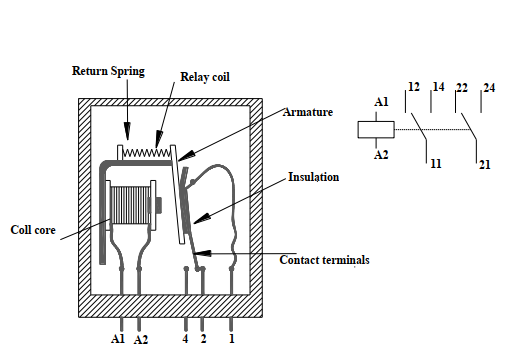 Return Spring
Relay coil
Armature
Insulation
Coll core
Contact terminals
A1 A2 4 2 1
12 14 22 24
A1
A2
11 21